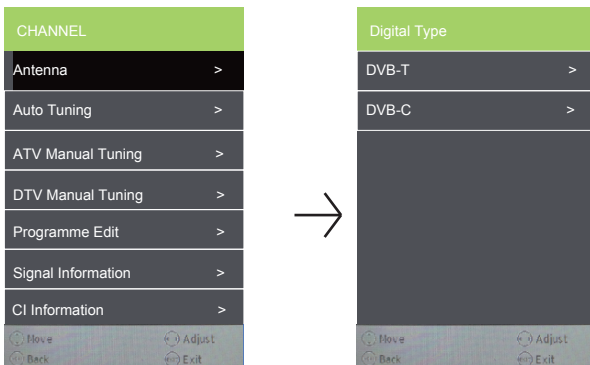 CHANNEL
Antenna >
Auto Tuning >
ATV Manual Tuning >
DTV Manual Tuning >
Programme Edit >
Signal Information >
CI Information >
Move Adjust
Back Exit
Digital Type
DVB-T >
DVB-C >
Move Adjust
Back Exit